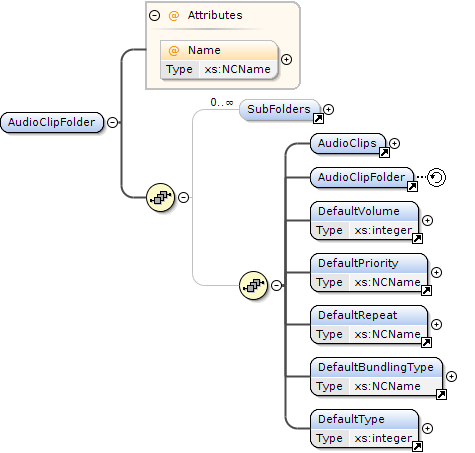 @ Attributes
@ Name
Type xs:NCName
AudioClipFolder
0..∞
SubFolders
AudioClips
AudioClipFolder
DefaultVolume
Type xs:integer
DefaultPriority
Type xs:NCName
DefaultRepeat
Type xs:NCName
DefaultBundlingType
Type xs:NCName
DefaultType
Type xs:integer